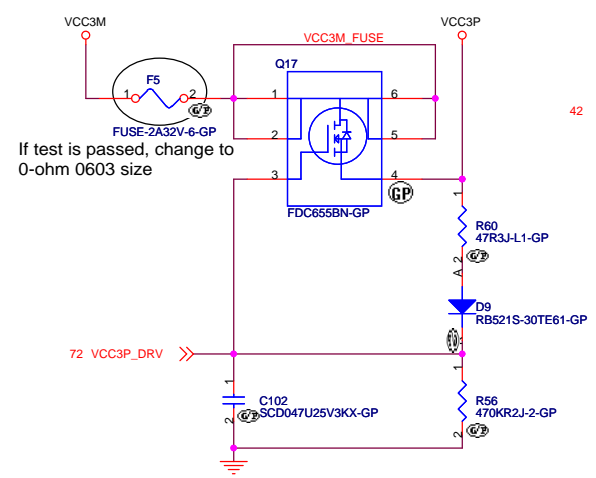 VCC3M
VCC3P
VCC3M_FUSE
Q17
F5
1
2
1
6
G/P
FUSE-2A32V-6-GP
2
5
42
If test is passed, change to
0-ohm 0603 size
3
4
GP
FDC655BN-GP
1
R60
47R3J-L1-GP
2
G/P
A
D9
RB521S-30TE61-GP
72 VCC3P_DRV
1
1
C102
SCD047U25V3KX-GP
G/P
2
R56
470KR2J-2-GP
2
G/P